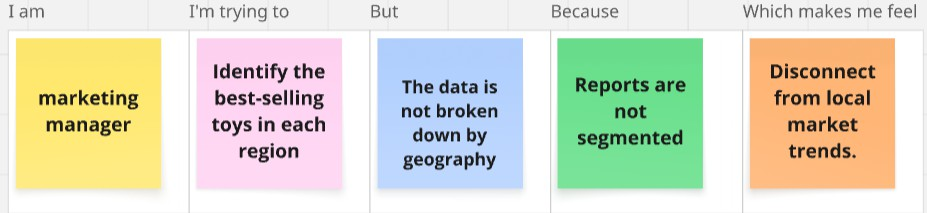 I am
I'm trying to
But
Because
Which makes me feel
marketing
manager
Identify the
best-selling
toys in each
region
The data is
not broken
down by
geography
Reports are
not
segmented
Disconnect
from local
market
trends.